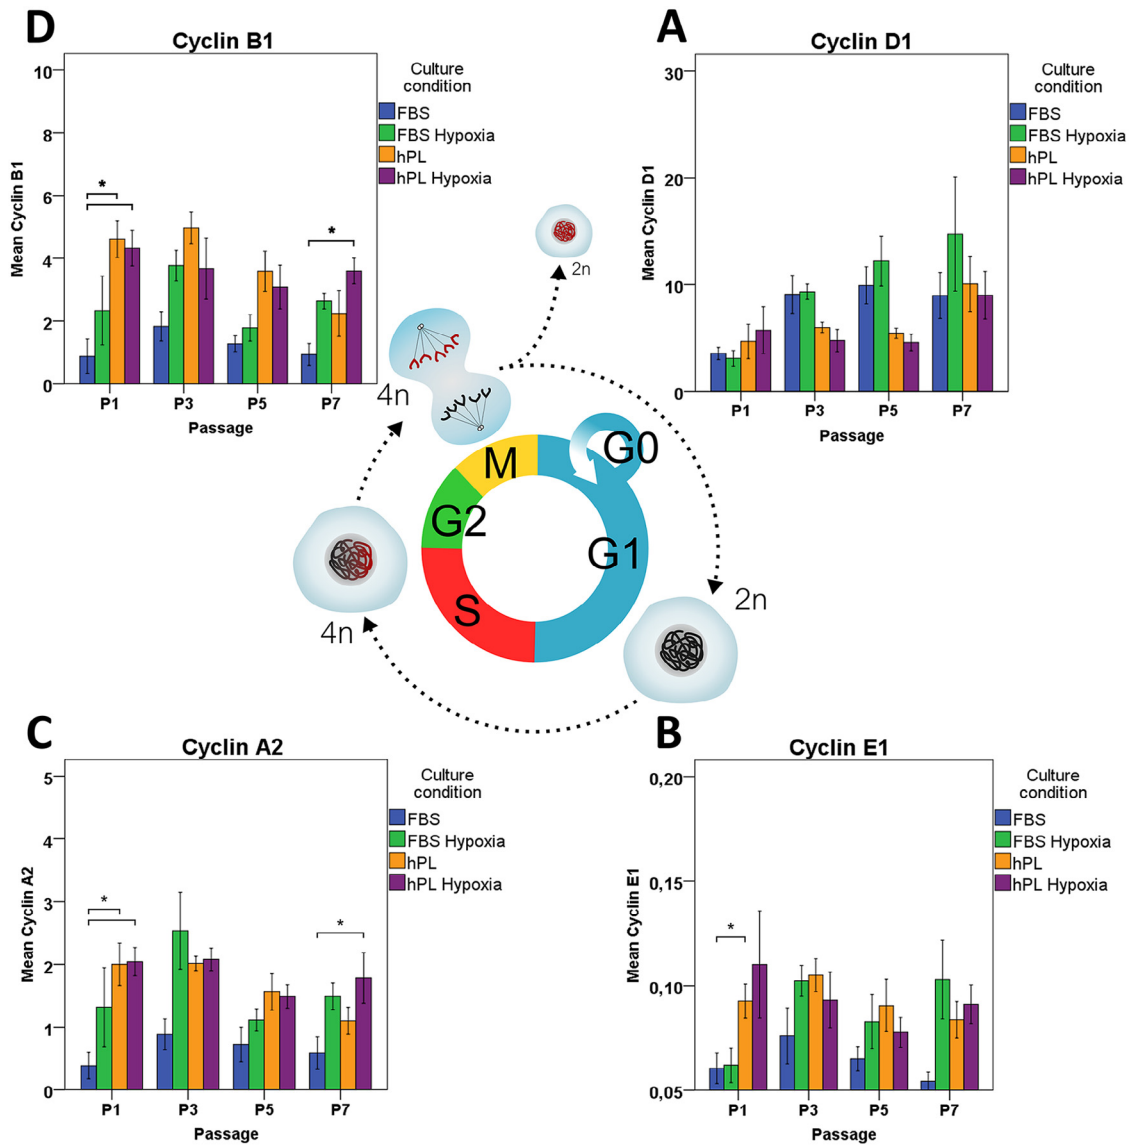 D
Cyclin B1
10
8
6
4
2
0
Mean Cyclin B1
*
*
P1 P3 P5 P7
Passage
Culture
condition
FBS
FBS Hypoxia
hPL
hPL Hypoxia
A
Cyclin D1
30
20
10
0
Mean Cyclin D1
P1 P3 P5 P7
Passage
Culture
condition
FBS
FBS Hypoxia
hPL
hPL Hypoxia
2n
4n
M
G0
G2
G1
S
4n
2n
C
Cyclin A2
5
4
3
2
1
0
Mean Cyclin A2
*
*
P1 P3 P5 P7
Passage
Culture
condition
FBS
FBS Hypoxia
hPL
hPL Hypoxia
B
Cyclin E1
0,20
0,15
0,10
0,05
Mean Cyclin E1
*
P1 P3 P5 P7
Passage
Culture
condition
FBS
FBS Hypoxia
hPL
hPL Hypoxia